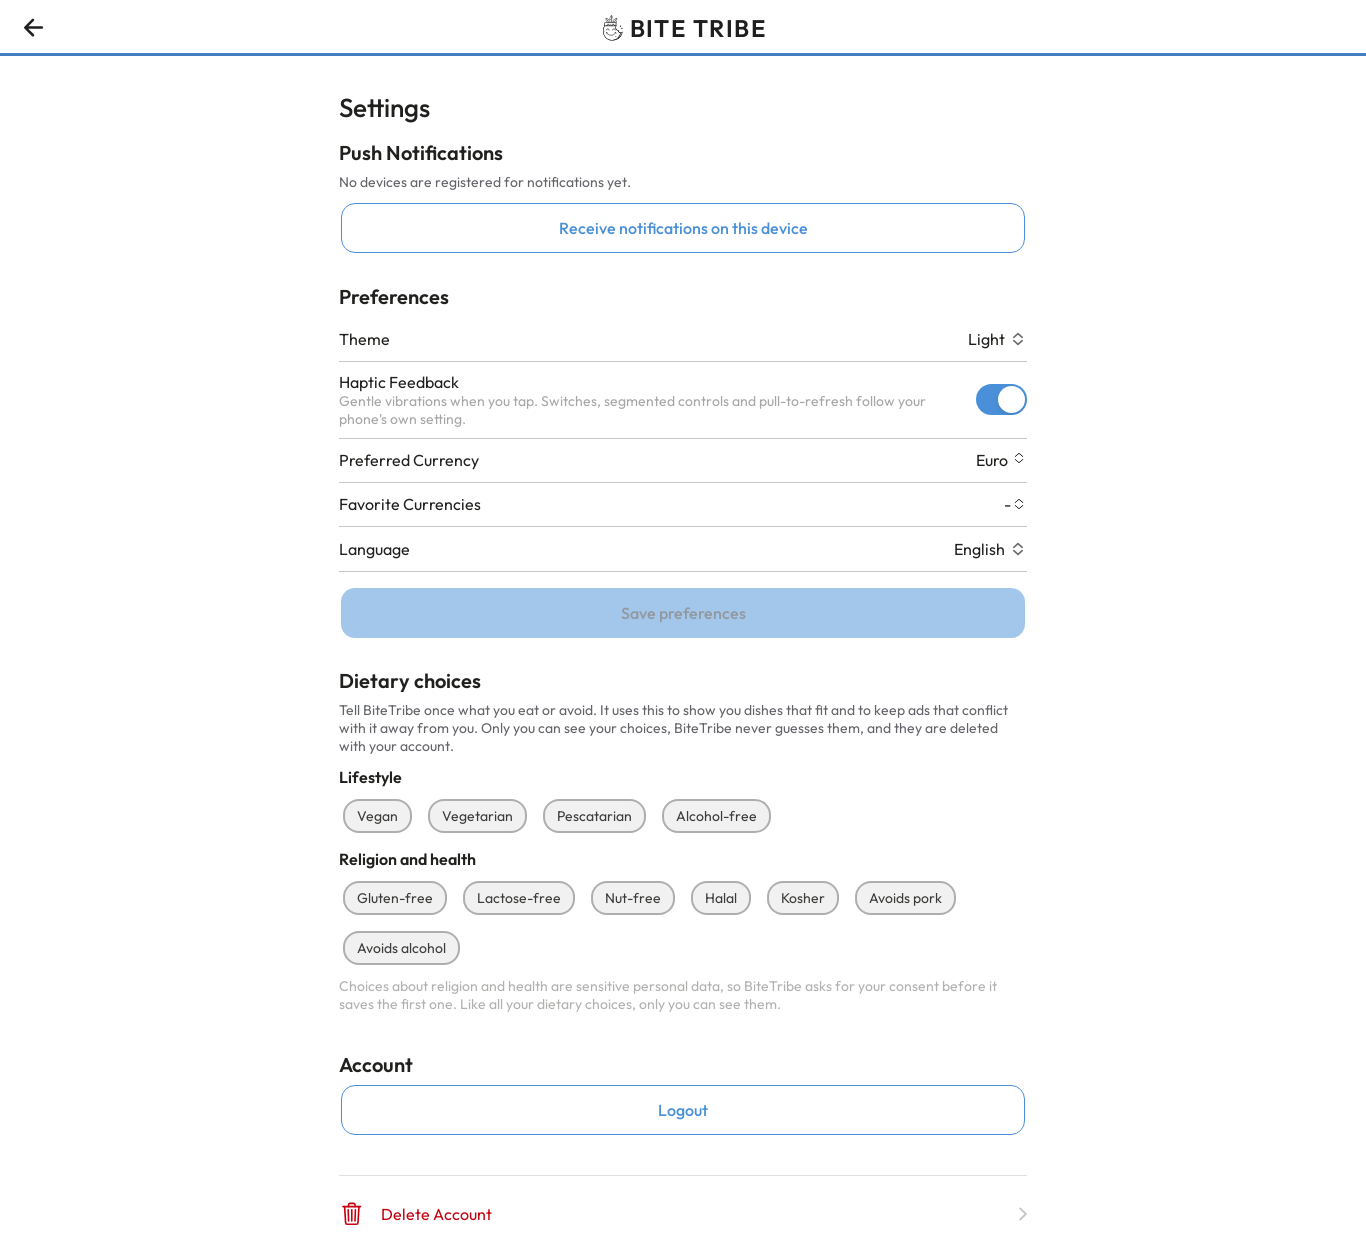 BITE TRIBE
Settings
Push Notifications
No devices are registered for notifications yet.
Receive notifications on this device
Preferences
Theme
Light
Haptic Feedback
Gentle vibrations when you tap. Switches, segmented controls and pull-to-refresh follow your
phone's own setting.
Preferred Currency
Euro
Favorite Currencies
-
Language
English
Save preferences
Dietary choices
Tell BiteTribe once what you eat or avoid. It uses this to show you dishes that fit and to keep ads that conflict
with it away from you. Only you can see your choices, BiteTribe never guesses them, and they are deleted
with your account.
Lifestyle
Vegan
Vegetarian
Pescatarian
Alcohol-free
Religion and health
Gluten-free
Lactose-free
Nut-free
Halal
Kosher
Avoids pork
Avoids alcohol
Choices about religion and health are sensitive personal data, so BiteTribe asks for your consent before it
saves the first one. Like all your dietary choices, only you can see them.
Account
Logout
Delete Account